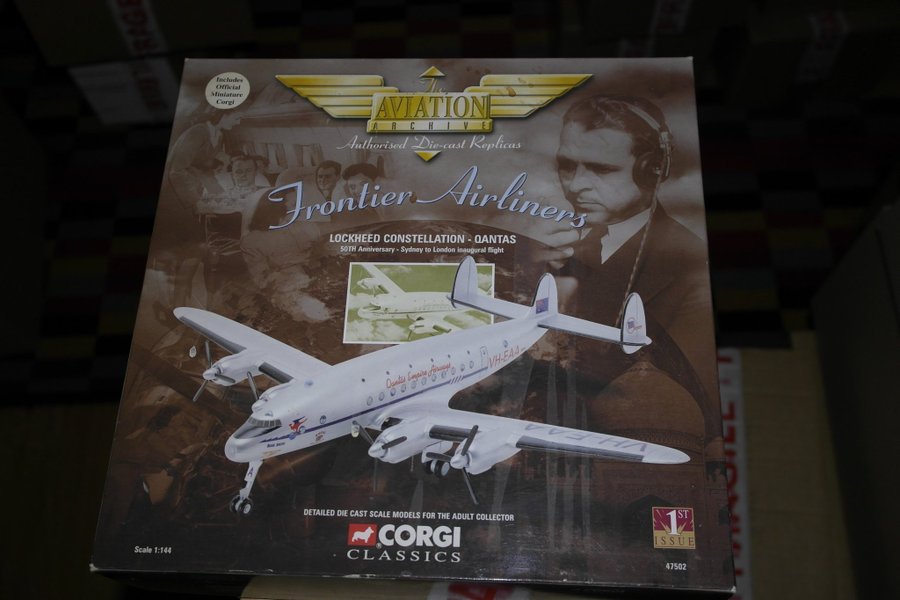 Includes
Official
Miniature
Corgi
The
AVIATION
ARCHIVE
Authorised Die-cast Replicas
Frontier Airliners
LOCKHEED CONSTELLATION - QANTAS
50TH Anniversary - Sydney to London inaugural flight
Qantas Empire Airways
VH-EAA
VH-EAA
DETAILED DIE CAST SCALE MODELS FOR THE ADULT COLLECTOR
CORGI
CLASSICS
Scale 1:144
1ST
ISSUE
47502